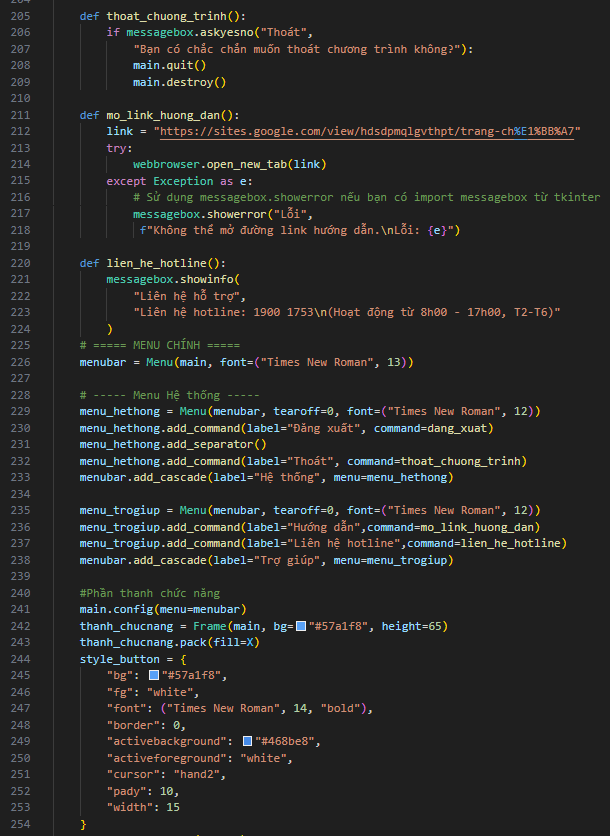 205 def thoat_chuong_trinh():
206 if messagebox.askyesno("Thoát",
207 "Bạn có chắc chắn muốn thoát chương trình không?"):
208 main.quit()
209 main.destroy()
210
211 def mo_link_huong_dan():
212 link = "https://sites.google.com/view/hdsdpmqlgvthpt/trang-ch%E1%BB%A7"
213 try:
214 webbrowser.open_new_tab(link)
215 except Exception as e:
216 # Sử dụng messagebox.showerror nếu bạn có import messagebox từ tkinter
217 messagebox.showerror("Lỗi",
218 f"Không thể mở đường link hướng dẫn.\nLỗi: {e}")
219
220 def lien_he_hotline():
221 messagebox.showinfo(
222 "Liên hệ hỗ trợ",
223 "Liên hệ hotline: 1900 1753\n(Hoạt động từ 8h00 - 17h00, T2-T6)"
224 )
225 # ===== MENU CHÍNH =====
226 menubar = Menu(main, font=("Times New Roman", 13))
227
228 # ----- Menu Hệ thống -----
229 menu_hethong = Menu(menubar, tearoff=0, font=("Times New Roman", 12))
230 menu_hethong.add_command(label="Đăng xuất", command=dang_xuat)
231 menu_hethong.add_separator()
232 menu_hethong.add_command(label="Thoát", command=thoat_chuong_trinh)
233 menubar.add_cascade(label="Hệ thống", menu=menu_hethong)
234
235 menu_trogiup = Menu(menubar, tearoff=0, font=("Times New Roman", 12))
236 menu_trogiup.add_command(label="Hướng dẫn",command=mo_link_huong_dan)
237 menu_trogiup.add_command(label="Liên hệ hotline",command=lien_he_hotline)
238 menubar.add_cascade(label="Trợ giúp", menu=menu_trogiup)
239
240 #Phần thanh chức năng
241 main.config(menu=menubar)
242 thanh_chucnang = Frame(main, bg="#57a1f8", height=65)
243 thanh_chucnang.pack(fill=X)
244 style_button = {
245 "bg": "#57a1f8",
246 "fg": "white",
247 "font": ("Times New Roman", 14, "bold"),
248 "border": 0,
249 "activebackground": "#468be8",
250 "activeforeground": "white",
251 "cursor": "hand2",
252 "pady": 10,
253 "width": 15
254 }